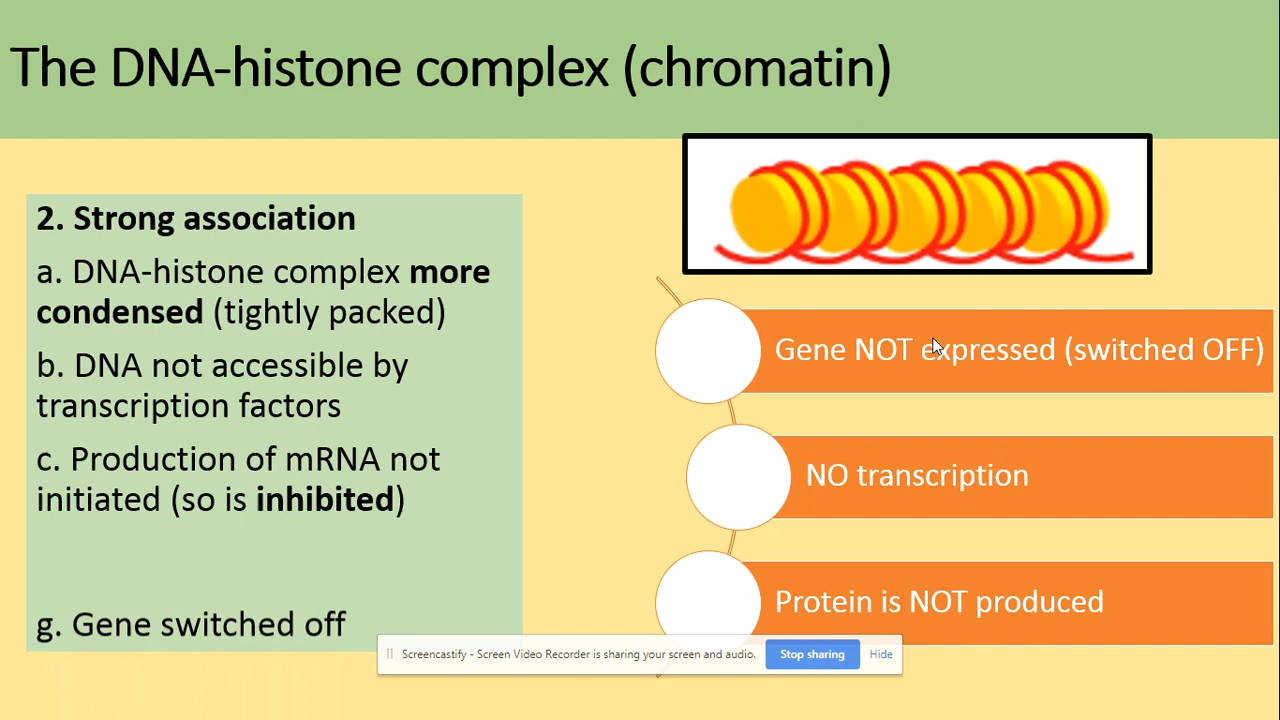 The DNA-histone complex (chromatin)
2. Strong association
a. DNA-histone complex more
condensed (tightly packed)
b. DNA not accessible by
transcription factors
c. Production of mRNA not
initiated (so is inhibited)
g. Gene switched off
Gene NOT expressed (switched OFF)
NO transcription
Protein is NOT produced
Screencastify - Screen Video Recorder is sharing your screen and audio. Stop sharing Hide